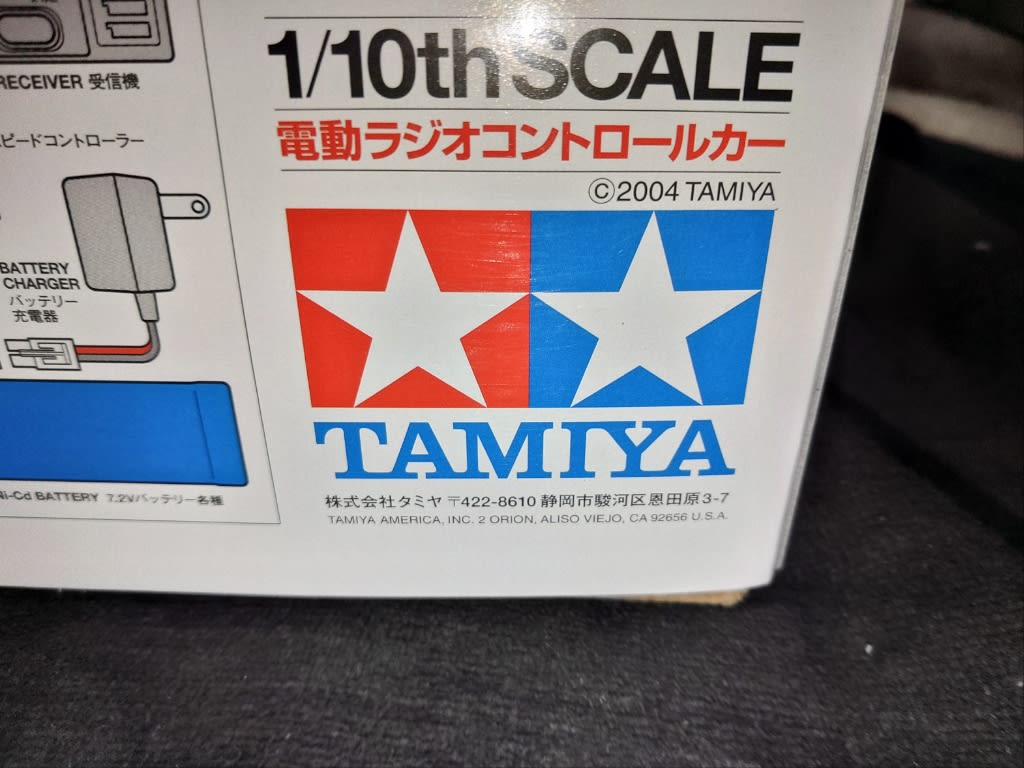 RECEIVER 受信機
ピードコントローラー
BATTERY
CHARGER
バッテリー
充電器
Ni-Cd BATTERY 7.2Vバッテリー各種
1/10th SCALE
電動ラジオコントロールカー
©2004 TAMIYA
TAMIYA
株式会社タミヤ 〒422-8610 静岡市駿河区恩田原3-7
TAMIYA AMERICA, INC. 2 ORION, ALISO VIEJO, CA 92656 U.S.A.